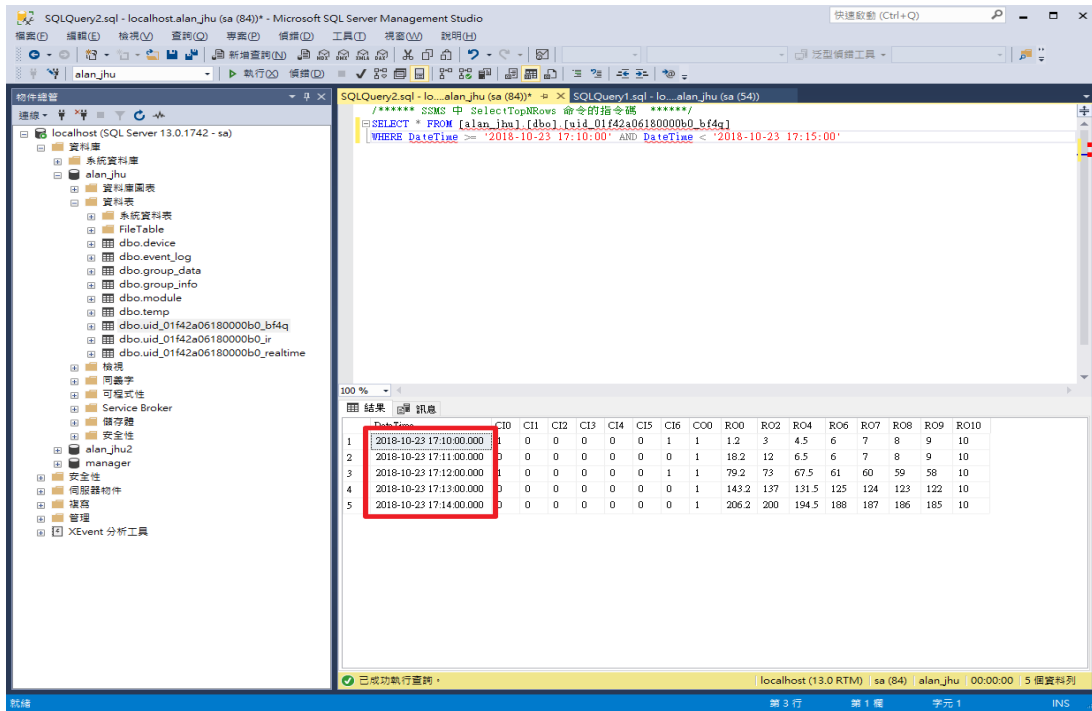 SQLQuery2.sql - localhost.alan_jhu (sa (84))* - Microsoft SQL Server Management Studio
快速啟動 (Ctrl+Q)
檔案(F) 編輯(E) 檢視(V) 查詢(Q) 專案(P) 偵錯(D) 工具(T) 視窗(W) 說明(H)
新增查詢(N)
泛型偵錯工具
alan_jhu 執行(X) 偵錯(D)
物件總管
連線
localhost (SQL Server 13.0.1742 - sa)
資料庫
系統資料庫
alan_jhu
資料庫圖表
資料表
系統資料表
FileTable
dbo.device
dbo.event_log
dbo.group_data
dbo.group_info
dbo.module
dbo.temp
dbo.uid_01f42a06180000b0_bf4q
dbo.uid_01f42a06180000b0_ir
dbo.uid_01f42a06180000b0_realtime
檢視
同義字
可程式性
Service Broker
儲存體
安全性
alan_jhu2
manager
安全性
伺服器物件
複寫
管理
XEvent 分析工具
SQLQuery2.sql - lo....alan_jhu (sa (84))* SQLQuery1.sql - lo....alan_jhu (sa (54))
/****** SSMS 中 SelectTopNRows 命令的指令碼 ******/
SELECT * FROM [alan_jhu].[dbo].[uid_01f42a06180000b0_bf4q]
WHERE DateTime >= '2018-10-23 17:10:00' AND DateTime < '2018-10-23 17:15:00'
100 %
結果 訊息
DateTime CI0 CI1 CI2 CI3 CI4 CI5 CI6 CO0 RO0 RO2 RO4 RO6 RO7 RO8 RO9 RO10
1 2018-10-23 17:10:00.000 1 0 0 0 0 0 1 1 1.2 3 4.5 6 7 8 9 10
2 2018-10-23 17:11:00.000 0 0 0 0 0 0 0 1 18.2 12 6.5 6 7 8 9 10
3 2018-10-23 17:12:00.000 1 0 0 0 0 0 1 1 79.2 73 67.5 61 60 59 58 10
4 2018-10-23 17:13:00.000 0 0 0 0 0 0 0 1 143.2 137 131.5 125 124 123 122 10
5 2018-10-23 17:14:00.000 0 0 0 0 0 0 0 1 206.2 200 194.5 188 187 186 185 10
已成功執行查詢。 localhost (13.0 RTM) sa (84) alan_jhu 00:00:00 5 個資料列
就緒 第 3 行 第 1 欄 字元 1 INS